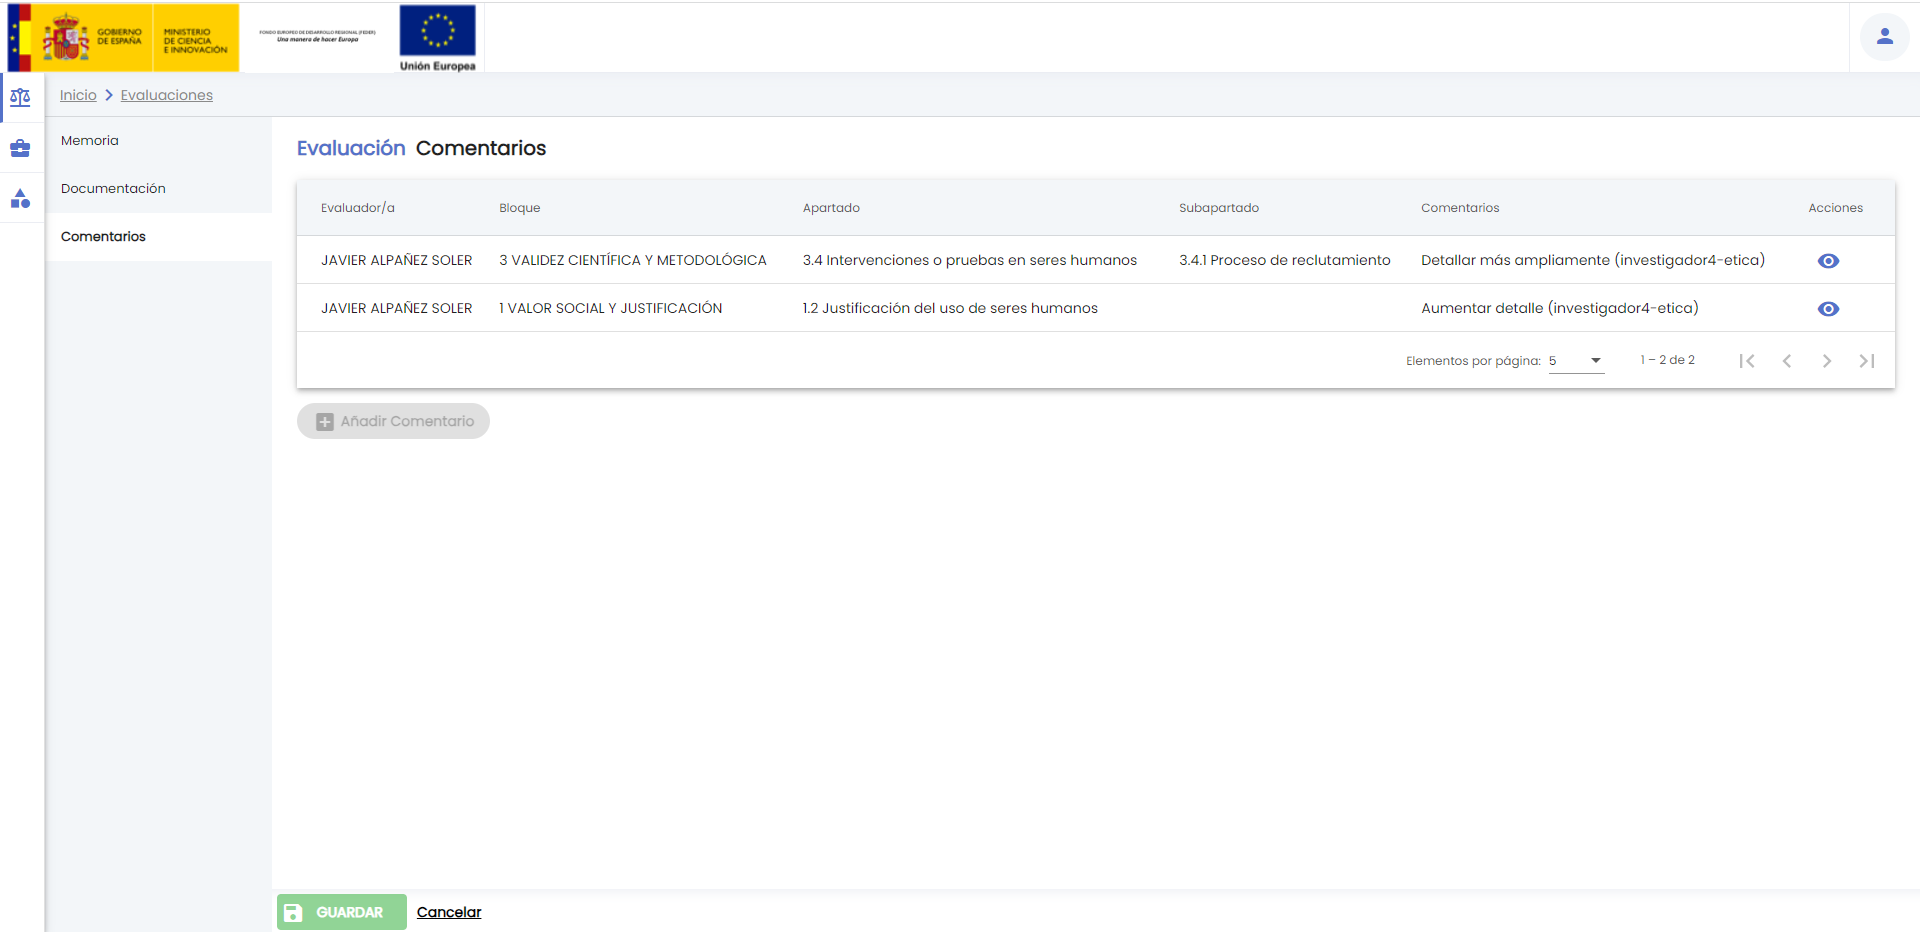 GOBIERNO
DE ESPAÑA
MINISTERIO
DE CIENCIA
E INNOVACIÓN
FONDO EUROPEO DE DESARROLLO REGIONAL (FEDER)
Una manera de hacer Europa
Unión Europea
Inicio Evaluaciones
Memoria
Documentación
Comentarios
Evaluación Comentarios
Evaluador/a Bloque Apartado Subapartado Comentarios Acciones
JAVIER ALPAÑEZ SOLER 3 VALIDEZ CIENTÍFICA Y METODOLÓGICA 3.4 Intervenciones o pruebas en seres humanos 3.4.1 Proceso de reclutamiento Detallar más ampliamente (investigador4-etica)
JAVIER ALPAÑEZ SOLER 1 VALOR SOCIAL Y JUSTIFICACIÓN 1.2 Justificación del uso de seres humanos Aumentar detalle (investigador4-etica)
Elementos por página: 5 1 – 2 de 2
Añadir Comentario
GUARDAR Cancelar